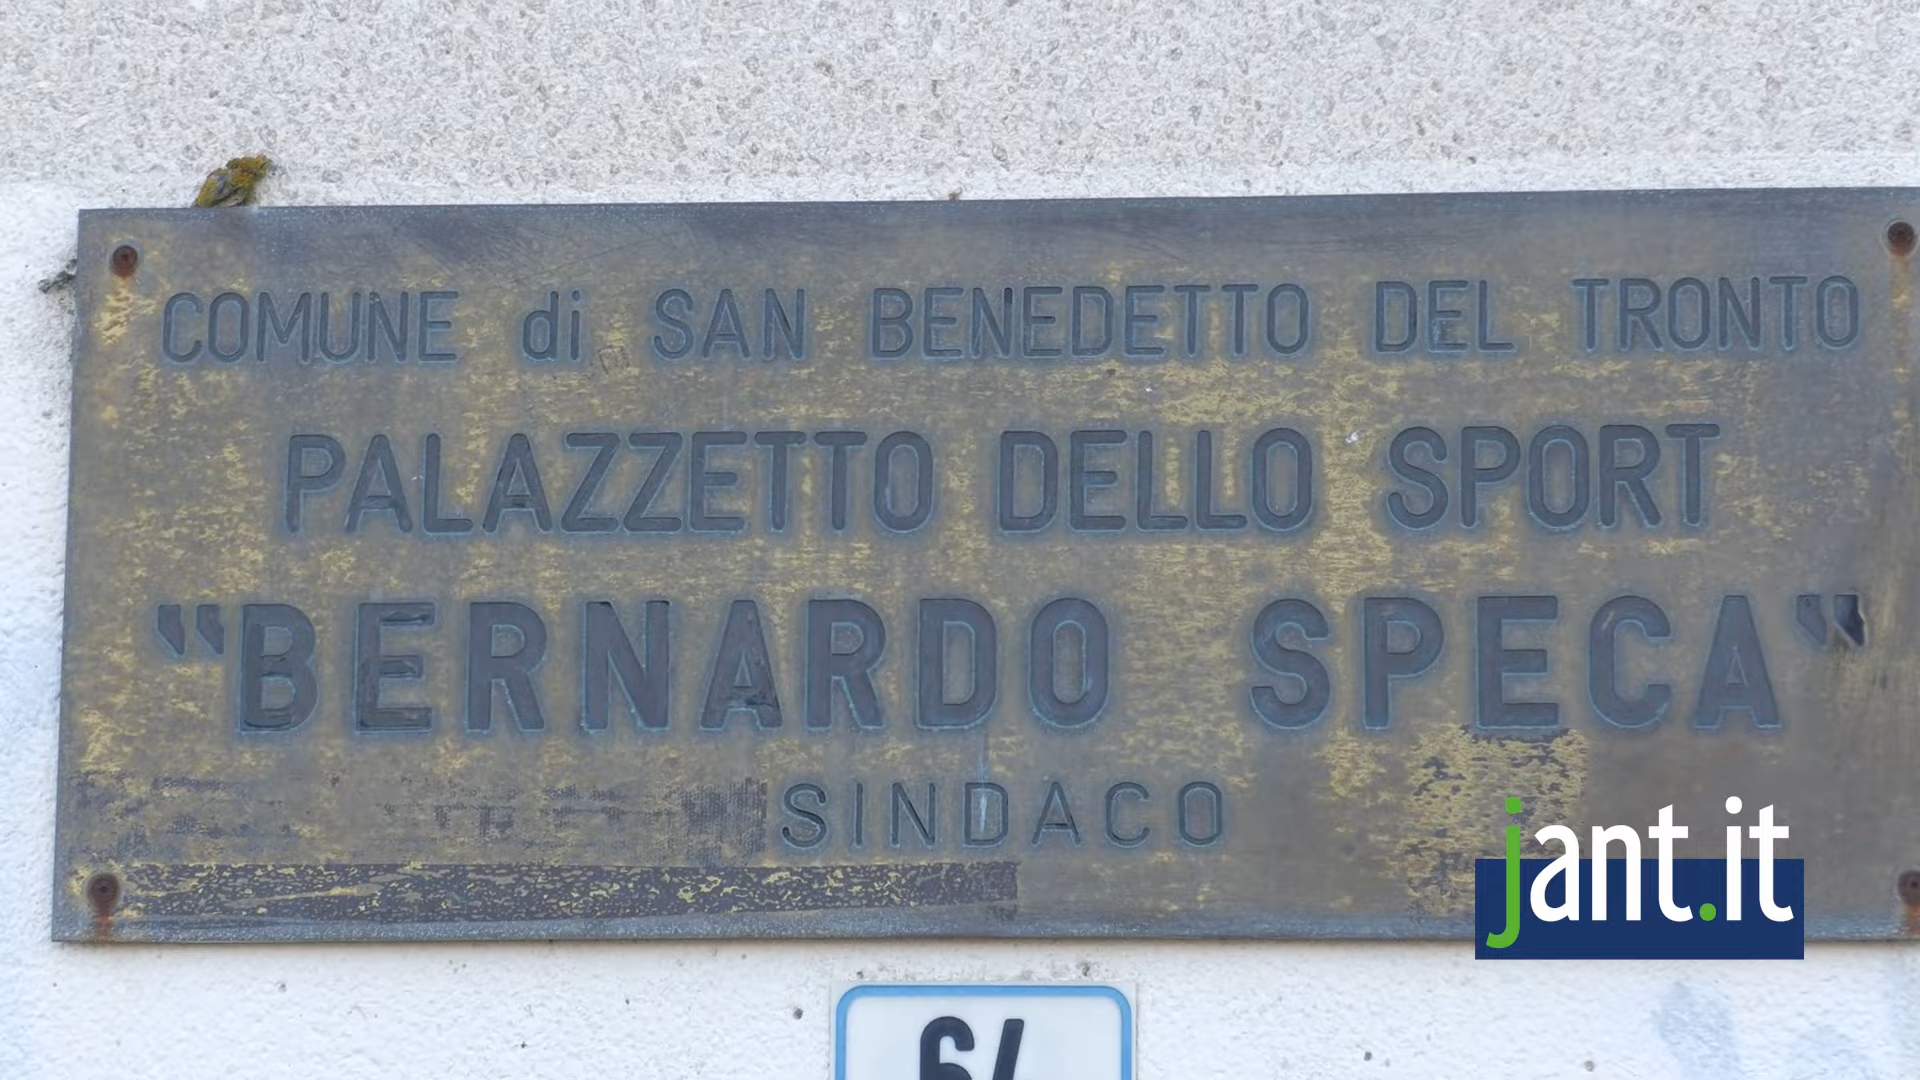 COMUNE di SAN BENEDETTO DEL TRONTO
PALAZZETTO DELLO SPORT
"BERNARDO SPECA"
SINDACO
jant.it